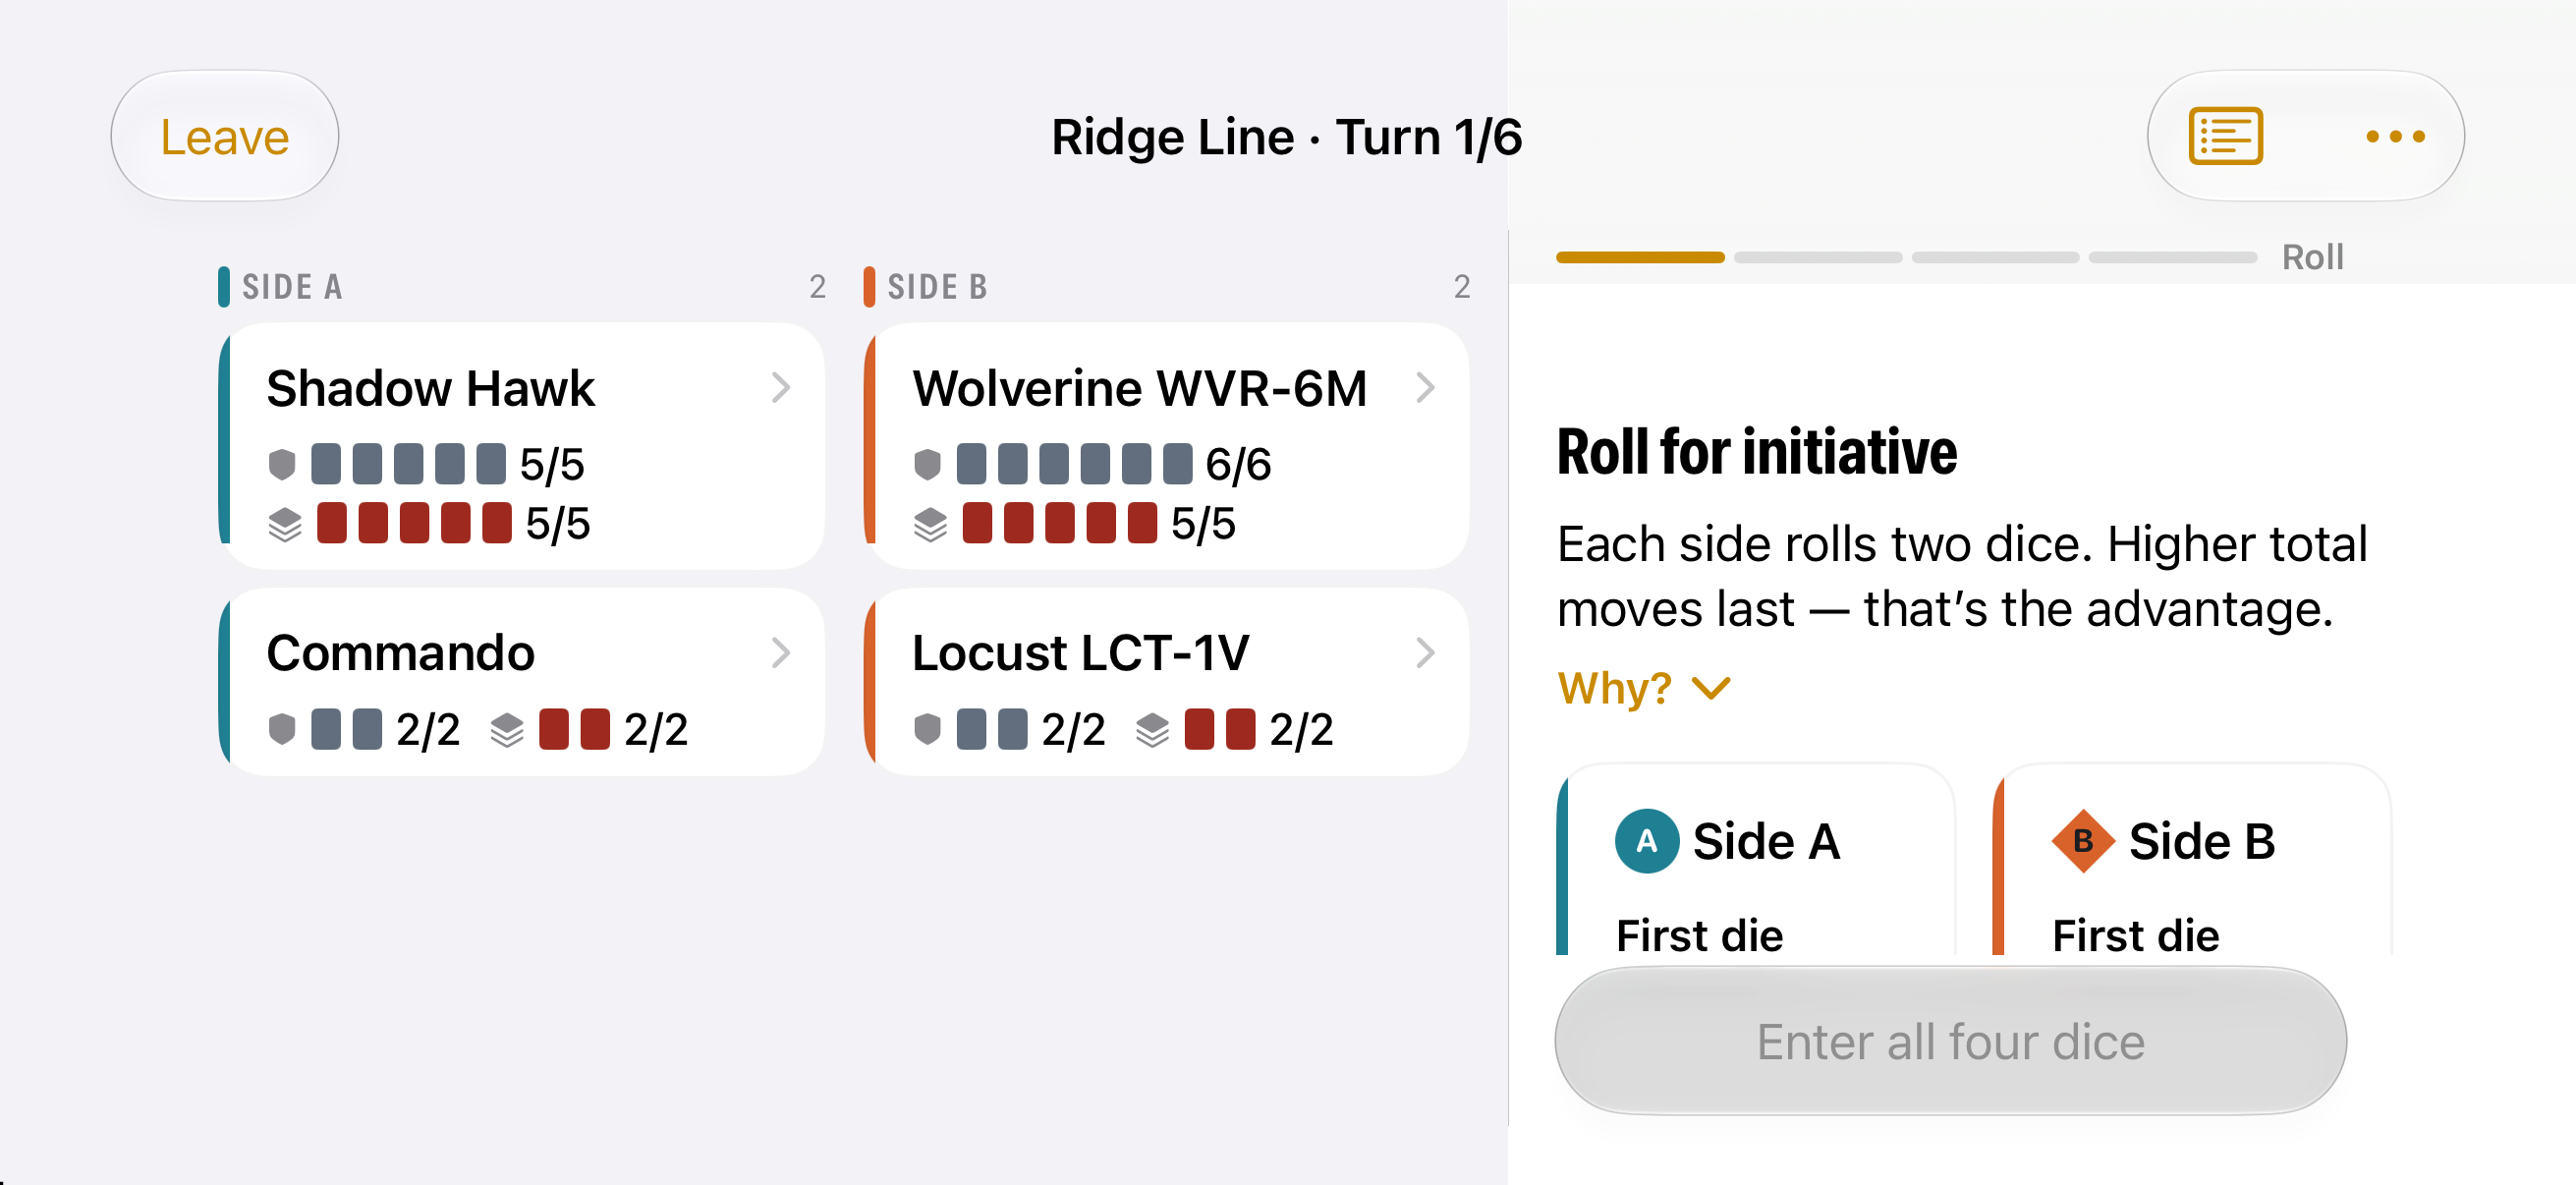 Leave
Ridge Line · Turn 1/6
SIDE A 2
Shadow Hawk
5/5
5/5
Commando
2/2 2/2
SIDE B 2
Wolverine WVR-6M
6/6
5/5
Locust LCT-1V
2/2 2/2
Roll
Roll for initiative
Each side rolls two dice. Higher total
moves last — that’s the advantage.
Why?
A Side A
First die
B Side B
First die
Enter all four dice